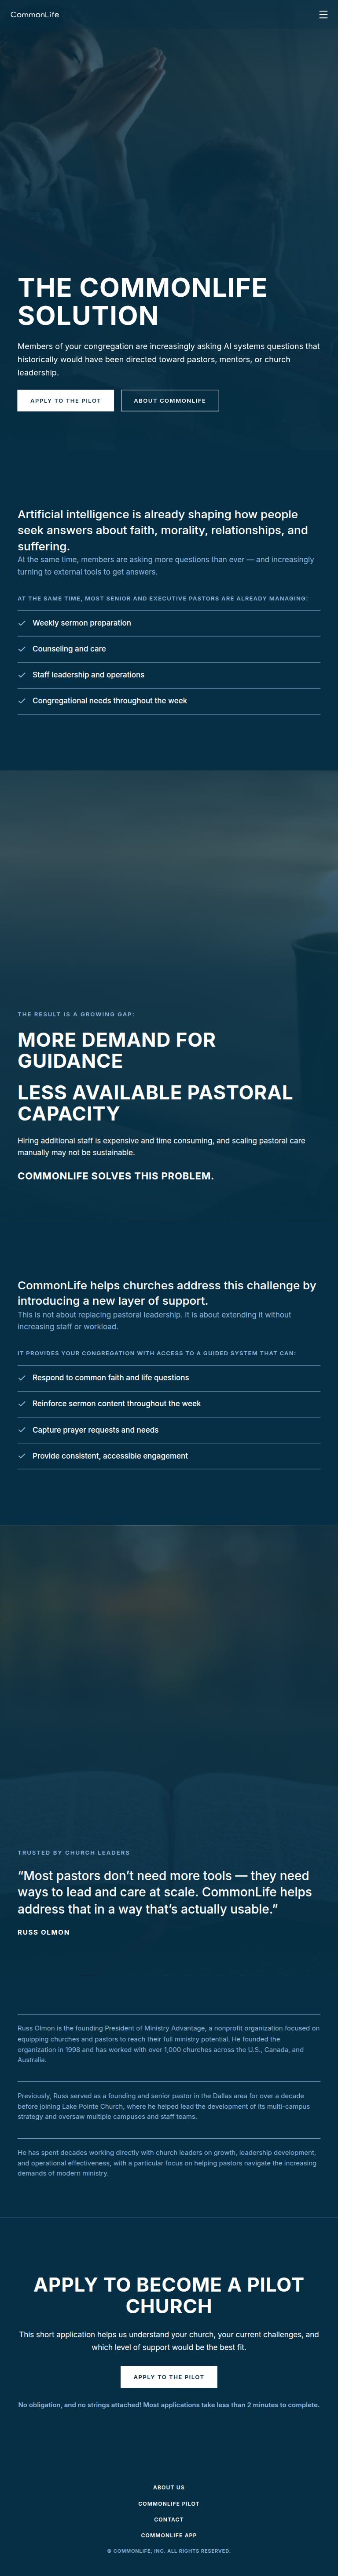 CommonLife
THE COMMONLIFE
SOLUTION
Members of your congregation are increasingly asking AI systems questions that
historically would have been directed toward pastors, mentors, or church
leadership.
APPLY TO THE PILOT
ABOUT COMMONLIFE
Artificial intelligence is already shaping how people
seek answers about faith, morality, relationships, and
suffering.
At the same time, members are asking more questions than ever — and increasingly
turning to external tools to get answers.
AT THE SAME TIME, MOST SENIOR AND EXECUTIVE PASTORS ARE ALREADY MANAGING:
Weekly sermon preparation
Counseling and care
Staff leadership and operations
Congregational needs throughout the week
THE RESULT IS A GROWING GAP:
MORE DEMAND FOR
GUIDANCE
LESS AVAILABLE PASTORAL
CAPACITY
Hiring additional staff is expensive and time consuming, and scaling pastoral care
manually may not be sustainable.
COMMONLIFE SOLVES THIS PROBLEM.
CommonLife helps churches address this challenge by
introducing a new layer of support.
This is not about replacing pastoral leadership. It is about extending it without
increasing staff or workload.
IT PROVIDES YOUR CONGREGATION WITH ACCESS TO A GUIDED SYSTEM THAT CAN:
Respond to common faith and life questions
Reinforce sermon content throughout the week
Capture prayer requests and needs
Provide consistent, accessible engagement
TRUSTED BY CHURCH LEADERS
“Most pastors don’t need more tools — they need
ways to lead and care at scale. CommonLife helps
address that in a way that’s actually usable.”
RUSS OLMON
Russ Olmon is the founding President of Ministry Advantage, a nonprofit organization focused on
equipping churches and pastors to reach their full ministry potential. He founded the
organization in 1998 and has worked with over 1,000 churches across the U.S., Canada, and
Australia.
Previously, Russ served as a founding and senior pastor in the Dallas area for over a decade
before joining Lake Pointe Church, where he helped lead the development of its multi-campus
strategy and oversaw multiple campuses and staff teams.
He has spent decades working directly with church leaders on growth, leadership development,
and operational effectiveness, with a particular focus on helping pastors navigate the increasing
demands of modern ministry.
APPLY TO BECOME A PILOT
CHURCH
This short application helps us understand your church, your current challenges, and
which level of support would be the best fit.
APPLY TO THE PILOT
No obligation, and no strings attached! Most applications take less than 2 minutes to complete.
ABOUT US
COMMONLIFE PILOT
CONTACT
COMMONLIFE APP
© COMMONLIFE, INC. ALL RIGHTS RESERVED.